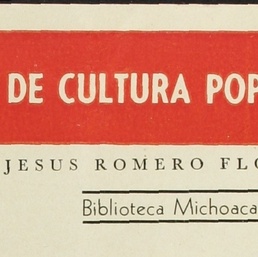 DE CULTURA POP
JESUS ROMERO FLO
Biblioteca Michoaca